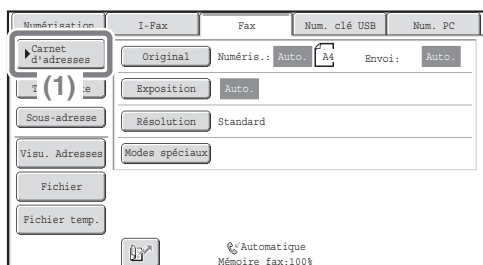 Numérisation
I-Fax
Fax
Num. clé USB
Num. PC
Carnet
d'adresses
Original
Numéris.: Auto. A4 Envoi: Auto.
(1)
Exposition
Auto.
Sous-adresse
Résolution
Standard
Visu. Adresses
Modes spéciaux
Fichier
Fichier temp.
Automatique
Mémoire fax:100%